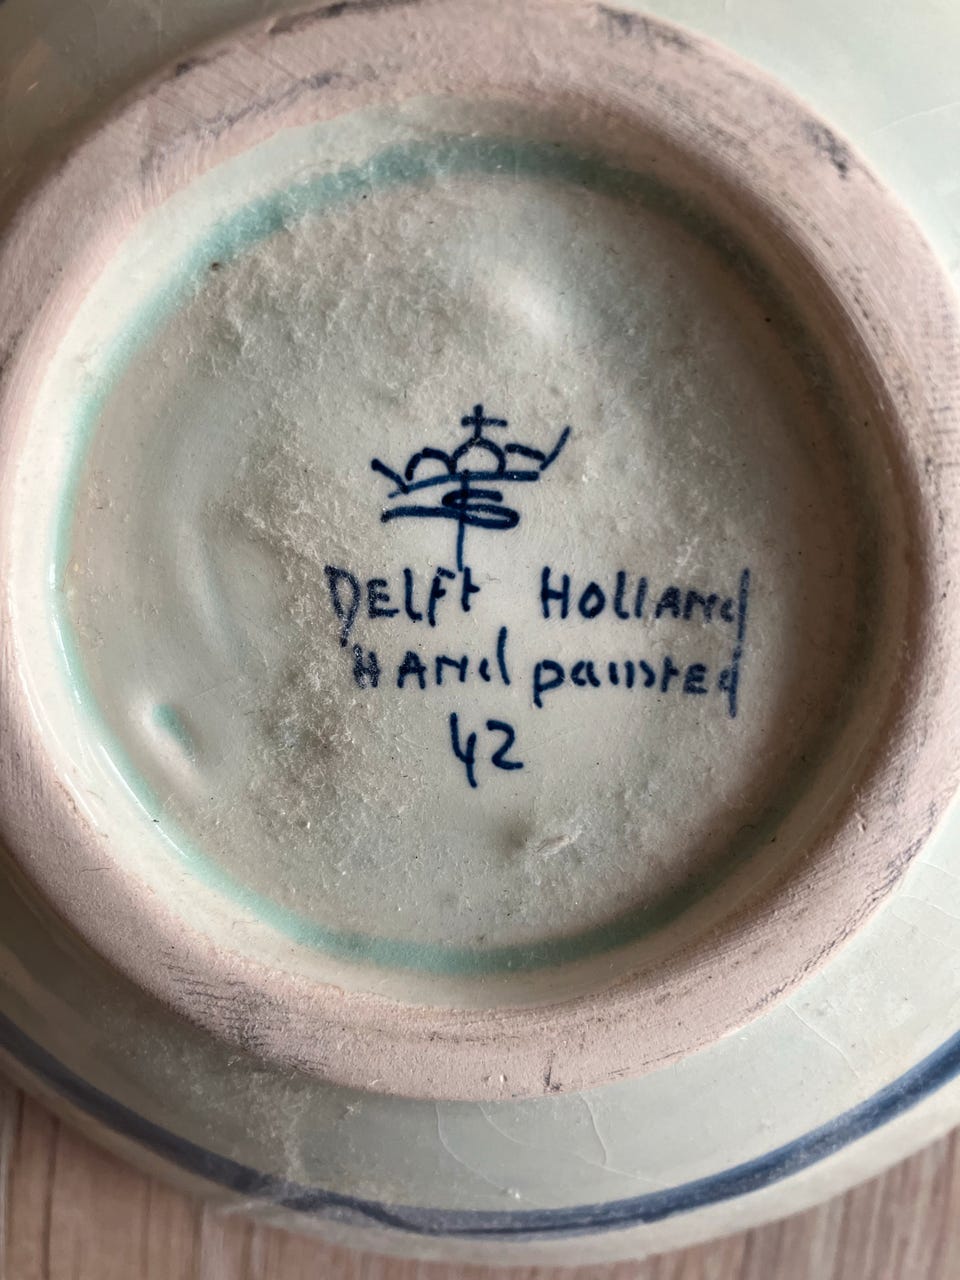 DELFT HOLLANd
HANd painTEd
42